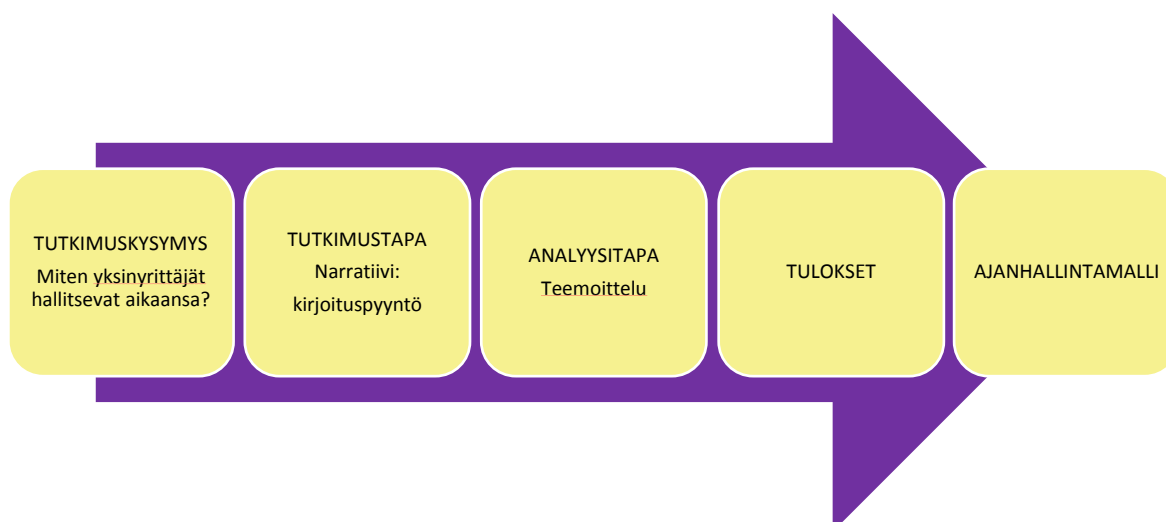 TUTKIMUSKYSYMYS
Miten yksinyrittäjät
hallitsevat aikaansa?
TUTKIMUSTAPA
Narratiivi:
kirjoituspyyntö
ANALYYSITAPA
Teemoittelu
TULOKSET
AJANHALLINTAMALLI